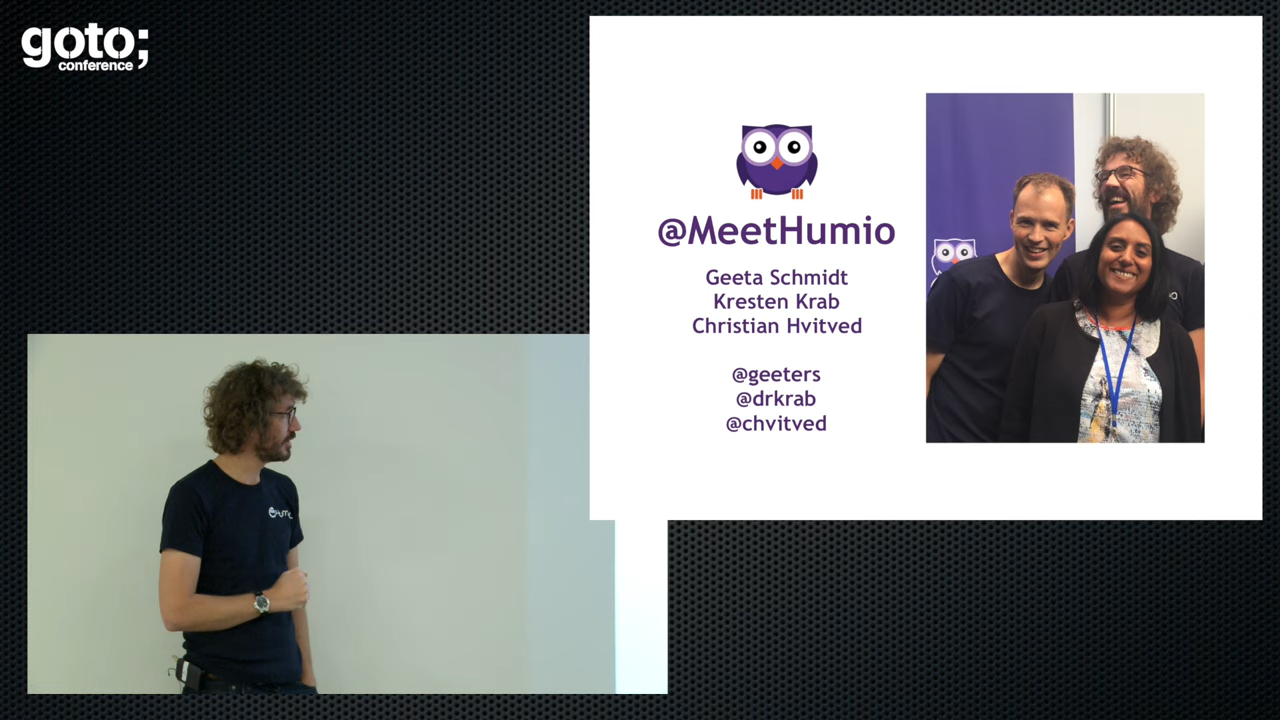 goto;
conference
@MeetHumio
Geeta Schmidt
Kresten Krab
Christian Hvitved
@geeters
@drkrab
@chvitved